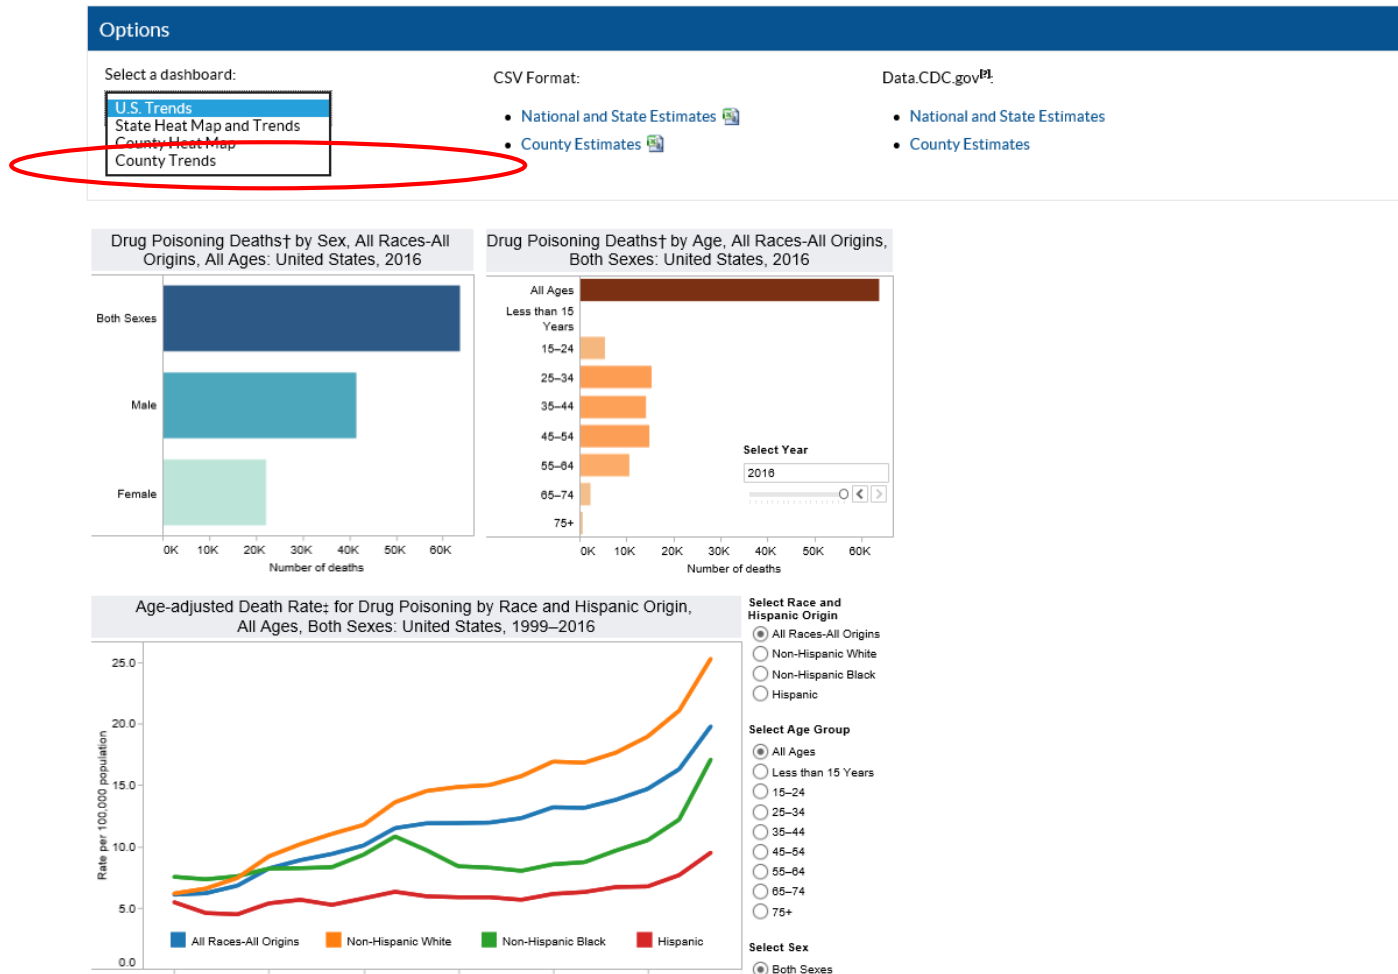 Options
Select a dashboard:
U.S. Trends
State Heat Map and Trends
County Heat Map
County Trends
CSV Format:
• National and State Estimates
• County Estimates
Data.CDC.gov[?]:
• National and State Estimates
• County Estimates
Drug Poisoning Deaths† by Sex, All Races-All
Origins, All Ages: United States, 2016
Both Sexes
Male
Female
0K 10K 20K 30K 40K 50K 60K
Number of deaths
Drug Poisoning Deaths† by Age, All Races-All Origins,
Both Sexes: United States, 2016
All Ages
Less than 15
Years
15–24
25–34
35–44
45–54
55–64
65–74
75+
0K 10K 20K 30K 40K 50K 60K
Number of deaths
Select Year
2016
Age-adjusted Death Rate‡ for Drug Poisoning by Race and Hispanic Origin,
All Ages, Both Sexes: United States, 1999–2016
Rate per 100,000 population
25.0
20.0
15.0
10.0
5.0
0.0
All Races-All Origins Non-Hispanic White Non-Hispanic Black Hispanic
Select Race and
Hispanic Origin
All Races-All Origins
Non-Hispanic White
Non-Hispanic Black
Hispanic
Select Age Group
All Ages
Less than 15 Years
15–24
25–34
35–44
45–54
55–64
65–74
75+
Select Sex
Both Sexes